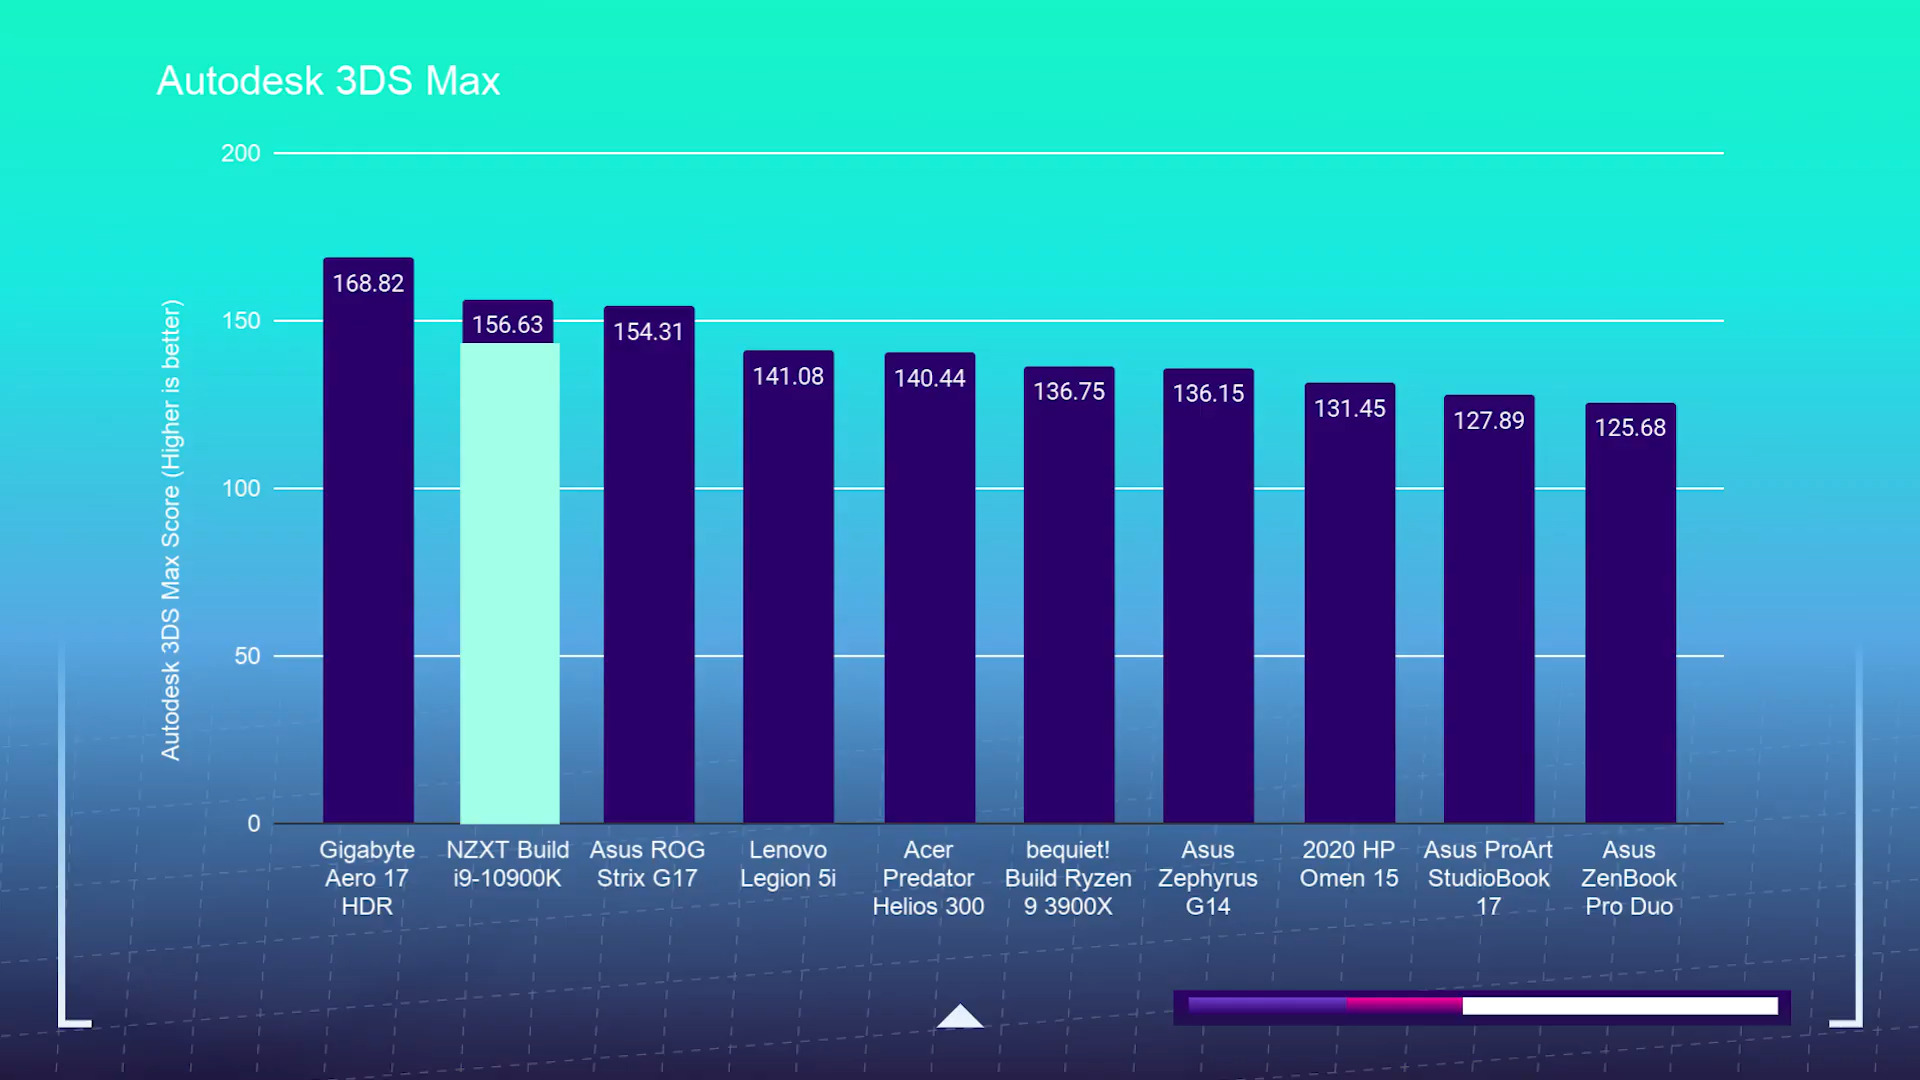 Autodesk 3DS Max
Autodesk 3DS Max Score (Higher is better)
200
150
100
50
0
168.82
156.63
154.31
141.08
140.44
136.75
136.15
131.45
127.89
125.68
Gigabyte
Aero 17
HDR
NZXT Build
i9-10900K
Asus ROG
Strix G17
Lenovo
Legion 5i
Acer
Predator
Helios 300
bequiet!
Build Ryzen
9 3900X
Asus
Zephyrus
G14
2020 HP
Omen 15
Asus ProArt
StudioBook
17
Asus
ZenBook
Pro Duo